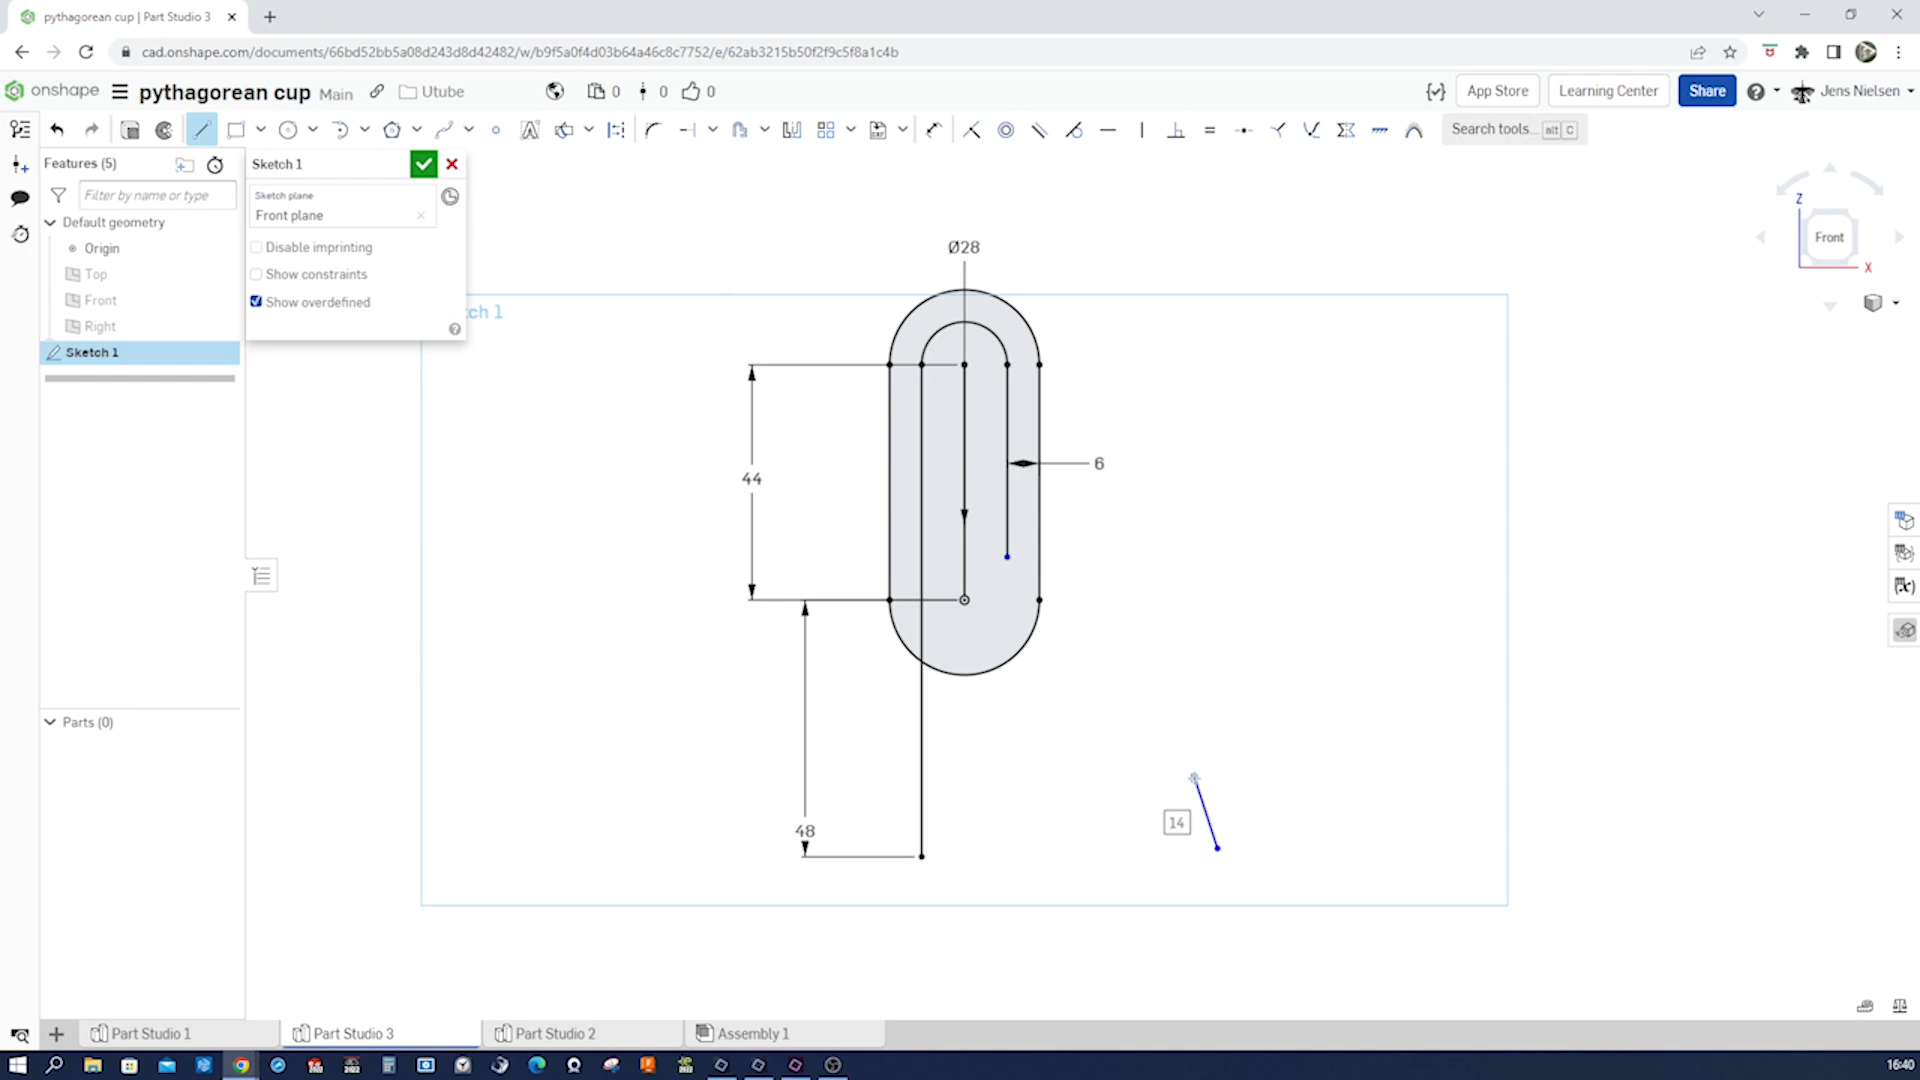 pythagorean cup | Part Studio 3
cad.onshape.com/documents/66bd52bb5a08d243d8d42482/w/b9f5a0f4d03b64a46c8c7752/e/62ab3215b50f2f9c5f8a1c4b
onshape
pythagorean cup
Main
Utube
0
0
0
App Store
Learning Center
Share
Jens Nielsen
Search tools...
alt
C
Features (5)
Filter by name or type
Default geometry
Origin
Top
Front
Right
Sketch 1
Parts (0)
Sketch 1
Sketch plane
Front plane
Disable imprinting
Show constraints
Show overdefined
ch 1
Ø28
44
6
48
14
Z
Front
X
Part Studio 1
Part Studio 3
Part Studio 2
Assembly 1
16:40